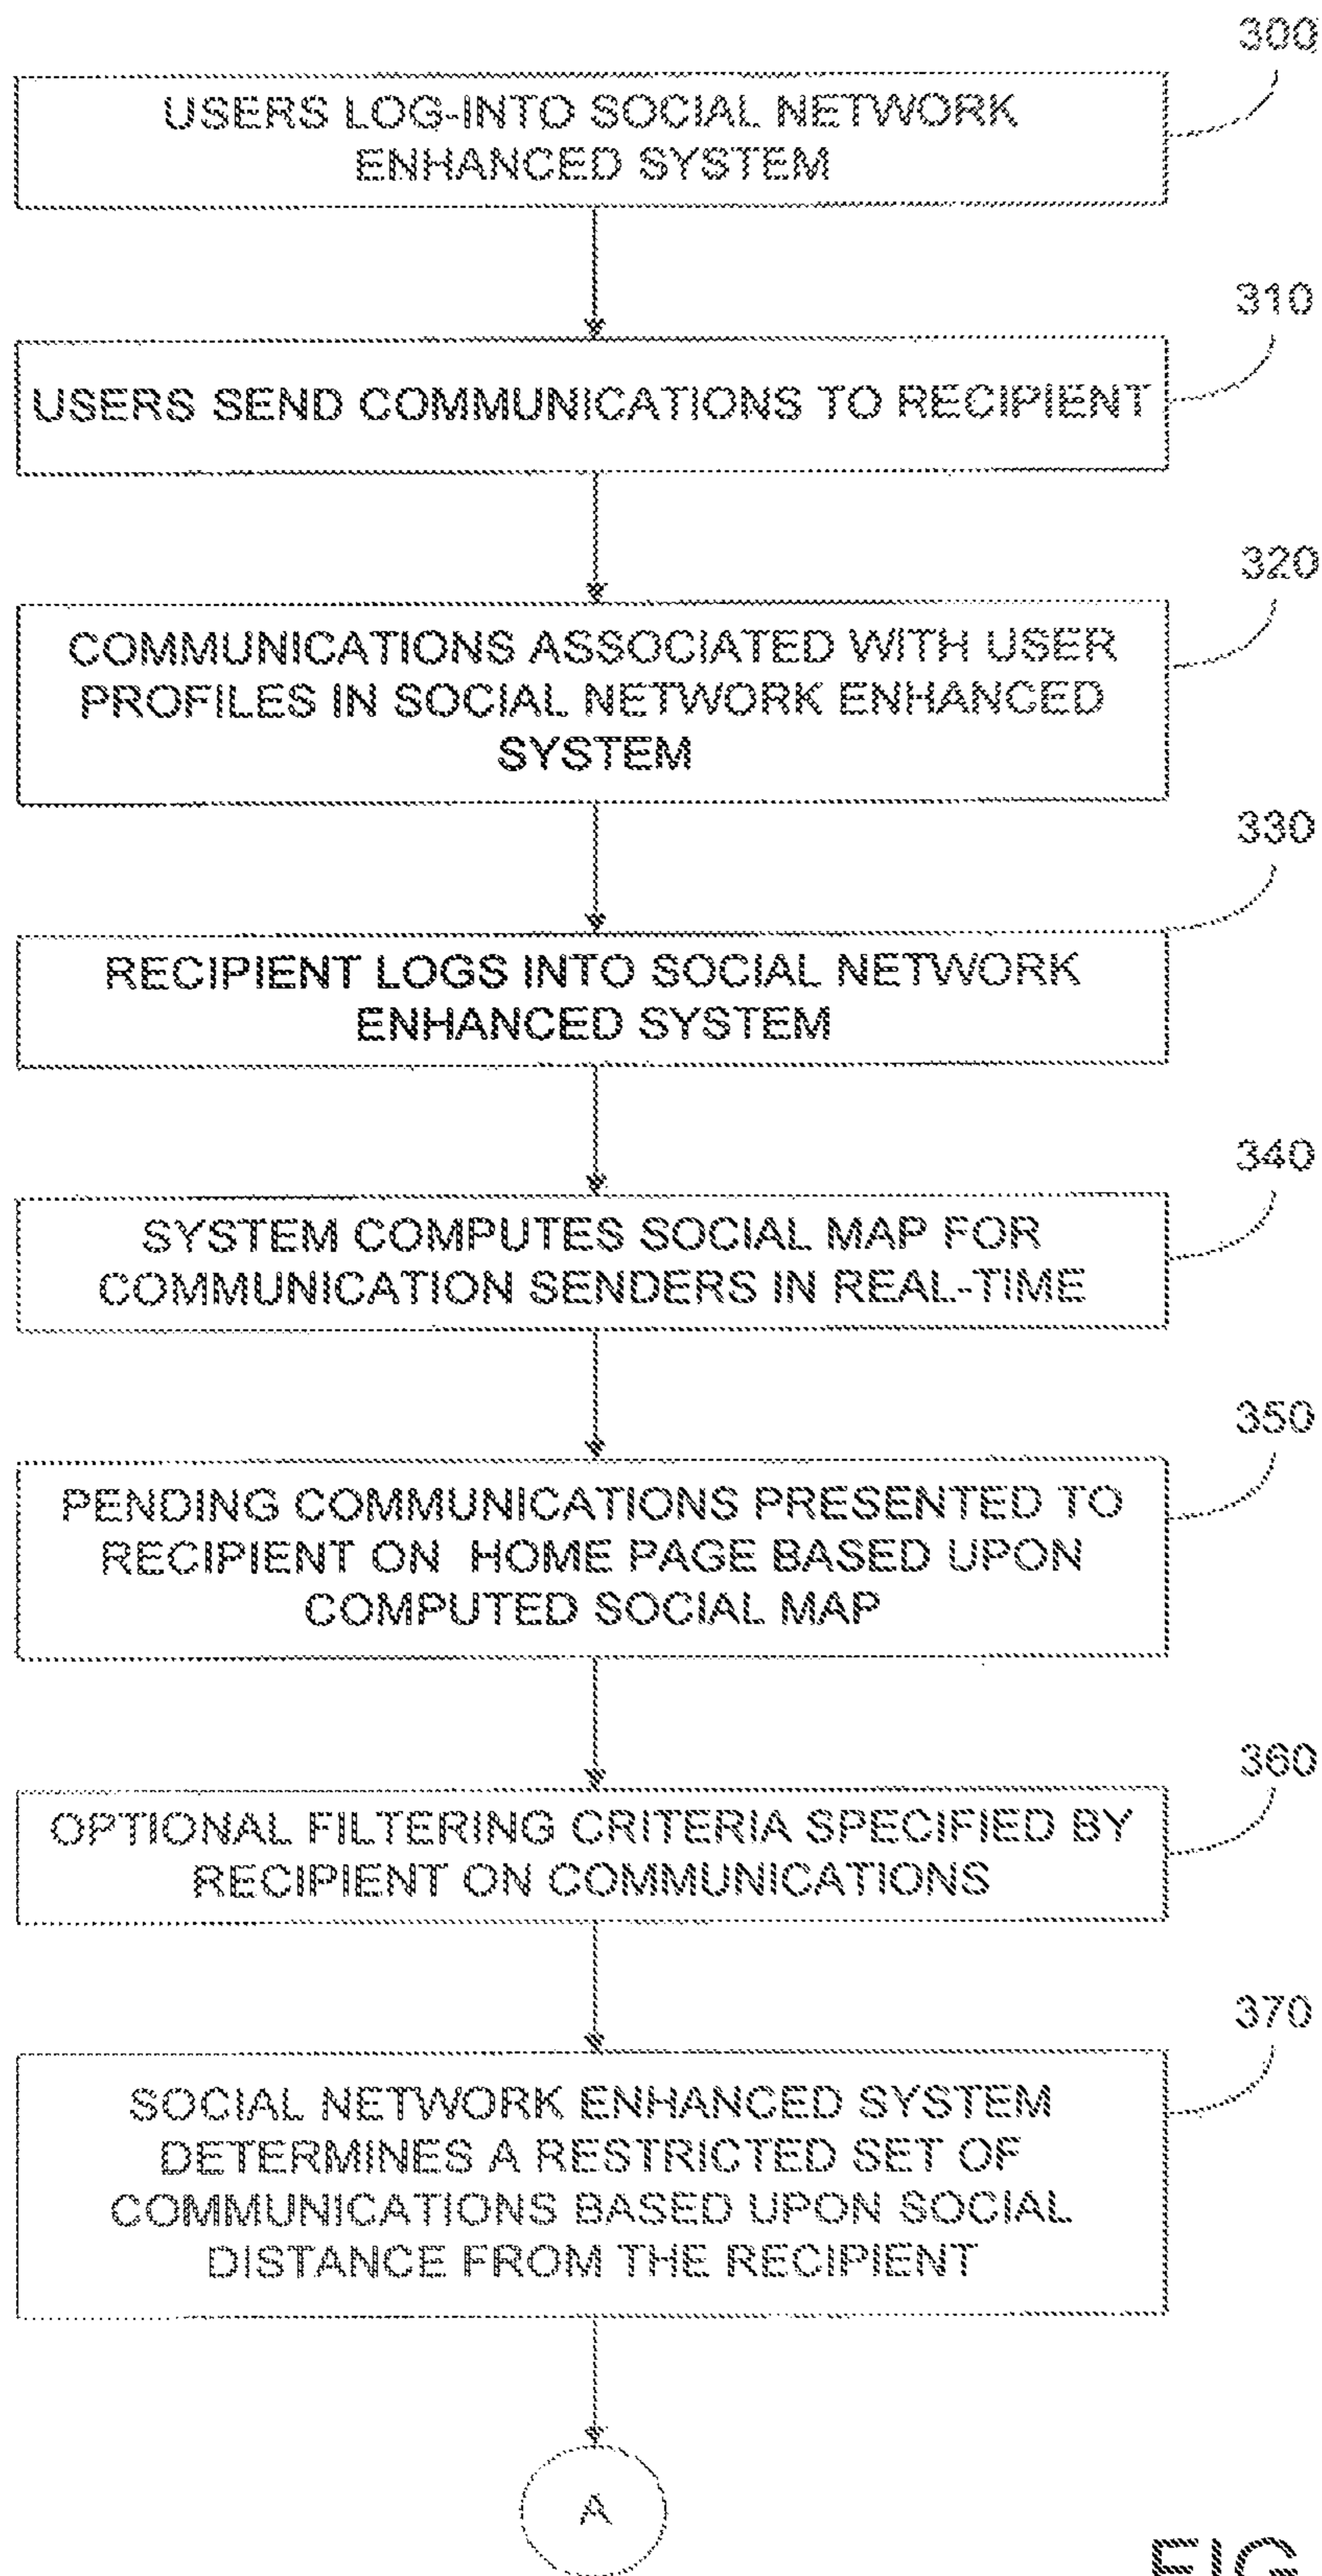 300
USERS LOG-INTO SOCIAL NETWORK
ENHANCED SYSTEM
310
USERS SEND COMMUNICATIONS TO RECIPIENT
320
COMMUNICATIONS ASSOCIATED WITH USER
PROFILES IN SOCIAL NETWORK ENHANCED
SYSTEM
330
RECIPIENT LOGS INTO SOCIAL NETWORK
ENHANCED SYSTEM
340
SYSTEM COMPUTES SOCIAL MAP FOR
COMMUNICATION SENDERS IN REAL-TIME
350
PENDING COMMUNICATIONS PRESENTED TO
RECIPIENT ON HOME PAGE BASED UPON
COMPUTED SOCIAL MAP
360
OPTIONAL FILTERING CRITERIA SPECIFIED BY
RECIPIENT ON COMMUNICATIONS
370
SOCIAL NETWORK ENHANCED SYSTEM
DETERMINES A RESTRICTED SET OF
COMMUNICATIONS BASED UPON SOCIAL
DISTANCE FROM THE RECIPIENT
A
FIG